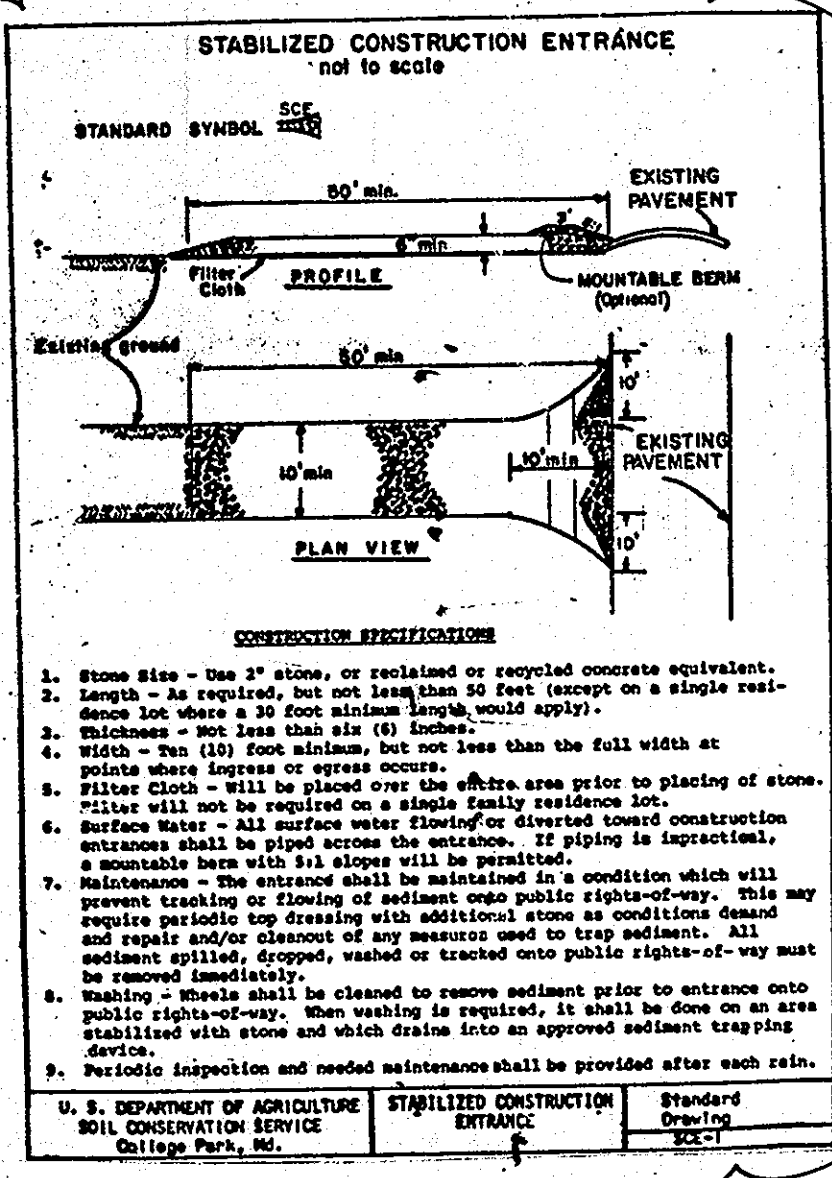 STABILIZED CONSTRUCTION ENTRANCE
not to scale
STANDARD SYMBOL
SCE
50' min.
EXISTING
PAVEMENT
6" min
Filter
Cloth
PROFILE
MOUNTABLE BERM
(Optional)
Existing ground
50' min
10'
10' min
10' min
EXISTING
PAVEMENT
10'
PLAN VIEW
CONSTRUCTION SPECIFICATIONS
1. Stone Size - Use 2" stone, or reclaimed or recycled concrete equivalent.
2. Length - As required, but not less than 50 feet (except on a single resi-
dence lot where a 30 foot minimum length would apply).
3. Thickness - Not less than six (6) inches.
4. Width - Ten (10) foot minimum, but not less than the full width at
points where ingress or egress occurs.
5. Filter Cloth - Will be placed over the entire area prior to placing of stone.
Filter will not be required on a single family residence lot.
6. Surface Water - All surface water flowing or diverted toward construction
entrances shall be piped across the entrance. If piping is impractical,
a mountable berm with 5:1 slopes will be permitted.
7. Maintenance - The entrance shall be maintained in a condition which will
prevent tracking or flowing of sediment onto public rights-of-way. This may
require periodic top dressing with additional stone as conditions demand
and repair and/or cleanout of any measures used to trap sediment. All
sediment spilled, dropped, washed or tracked onto public rights-of-way must
be removed immediately.
8. Washing - Wheels shall be cleaned to remove sediment prior to entrance onto
public rights-of-way. When washing is required, it shall be done on an area
stabilized with stone and which drains into an approved sediment trapping
device.
9. Periodic inspection and needed maintenance shall be provided after each rain.
U. S. DEPARTMENT OF AGRICULTURE
SOIL CONSERVATION SERVICE
College Park, Md.
STABILIZED CONSTRUCTION
ENTRANCE
Standard
Drawing
SCE-1